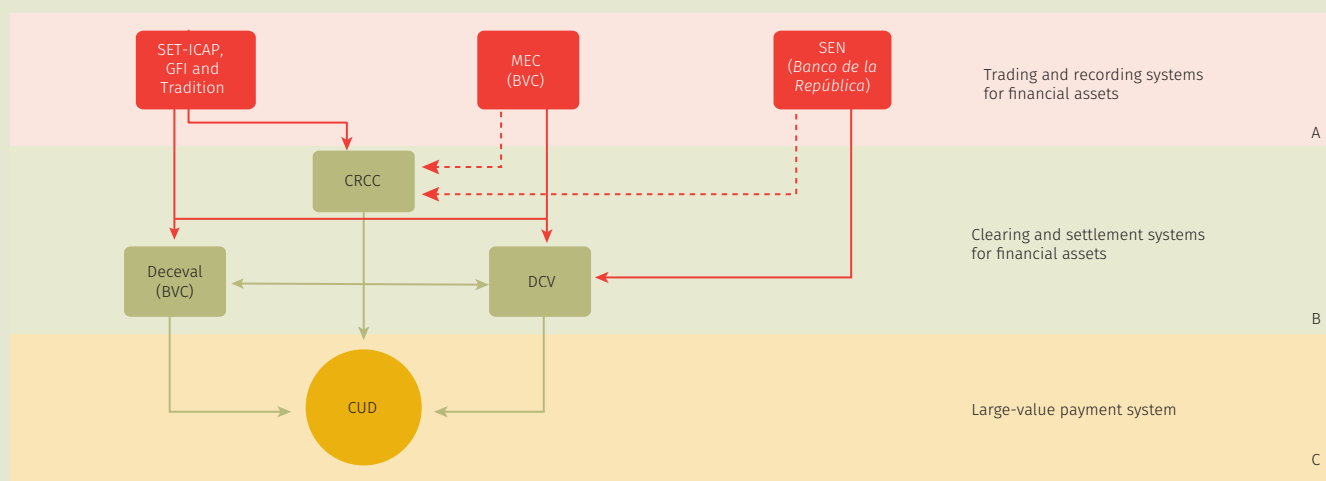 SET-ICAP,
GFI and
Tradition
MEC
(BVC)
SEN
(Banco de la
República)
Trading and recording systems
for financial assets
A
CRCC
Clearing and settlement systems
for financial assets
Deceval
(BVC)
DCV
B
CUD
Large-value payment system
C